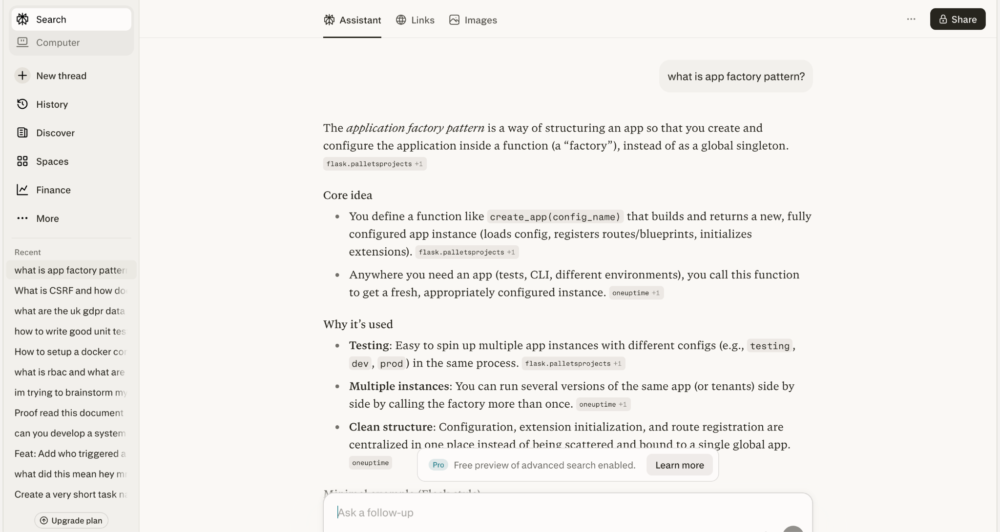 Search
Computer
New thread
History
Discover
Spaces
Finance
More
Recent
what is app factory pattern
What is CSRF and how do
what are the uk gdpr data
how to write good unit tes
How to setup a docker co
what is rbac and what are
im trying to brainstorm my
Proof read this document
can you develop a system
Feat: Add who triggered a
what did this mean hey m
Create a very short task n
Upgrade plan
Assistant
Links
Images
Share
what is app factory pattern?
The application factory pattern is a way of structuring an app so that you create and
configure the application inside a function (a “factory”), instead of as a global singleton.
flask.palletsprojects +1
Core idea
• You define a function like create_app(config_name) that builds and returns a new, fully
configured app instance (loads config, registers routes/blueprints, initializes
extensions). flask.palletsprojects +1
• Anywhere you need an app (tests, CLI, different environments), you call this function
to get a fresh, appropriately configured instance. oneuptime +1
Why it’s used
• Testing: Easy to spin up multiple app instances with different configs (e.g., testing,
dev, prod) in the same process. flask.palletsprojects +1
• Multiple instances: You can run several versions of the same app (or tenants) side by
side by calling the factory more than once. oneuptime +1
• Clean structure: Configuration, extension initialization, and route registration are
centralized in one place instead of being scattered and bound to a single global app.
oneuptime
Pro Free preview of advanced search enabled. Learn more
Minimal example (Flask style)
Ask a follow-up